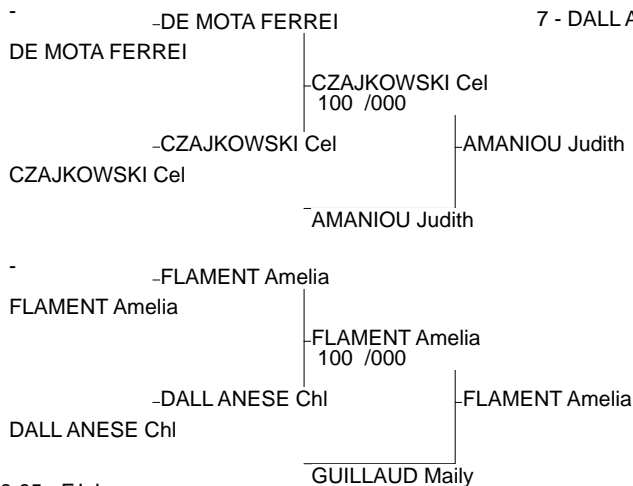 -
-DE MOTA FERREI
7 - DALL A
DE MOTA FERREI
CZAJKOWSKI Cel
100 /000
-CZAJKOWSKI Cel
AMANIOU Judith
CZAJKOWSKI Cel
AMANIOU Judith
-
-FLAMENT Amelia
FLAMENT Amelia
FLAMENT Amelia
100 /000
-DALL ANESE Chl
FLAMENT Amelia
DALL ANESE Chl
GUILLAUD Maily